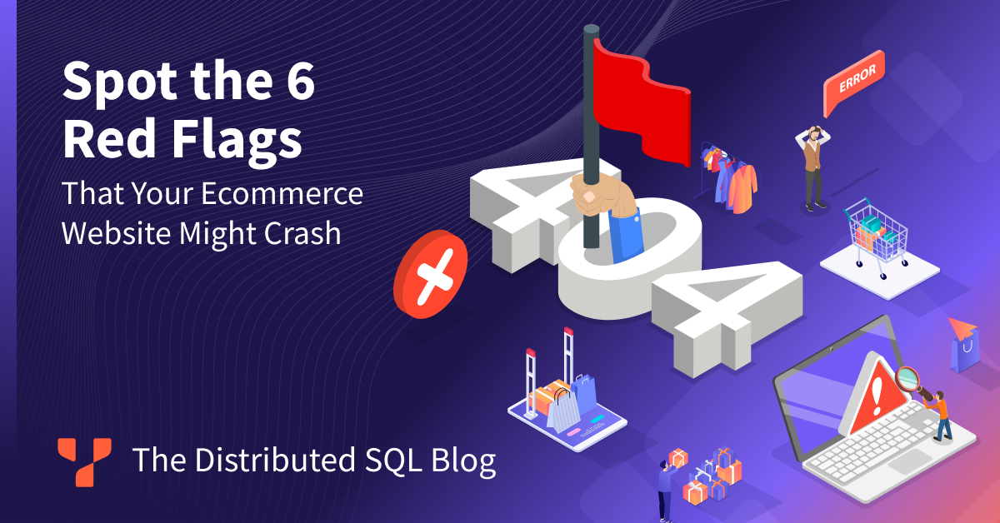 Spot the 6
Red Flags
That Your Ecommerce
Website Might Crash
ERROR
404
The Distributed SQL Blog